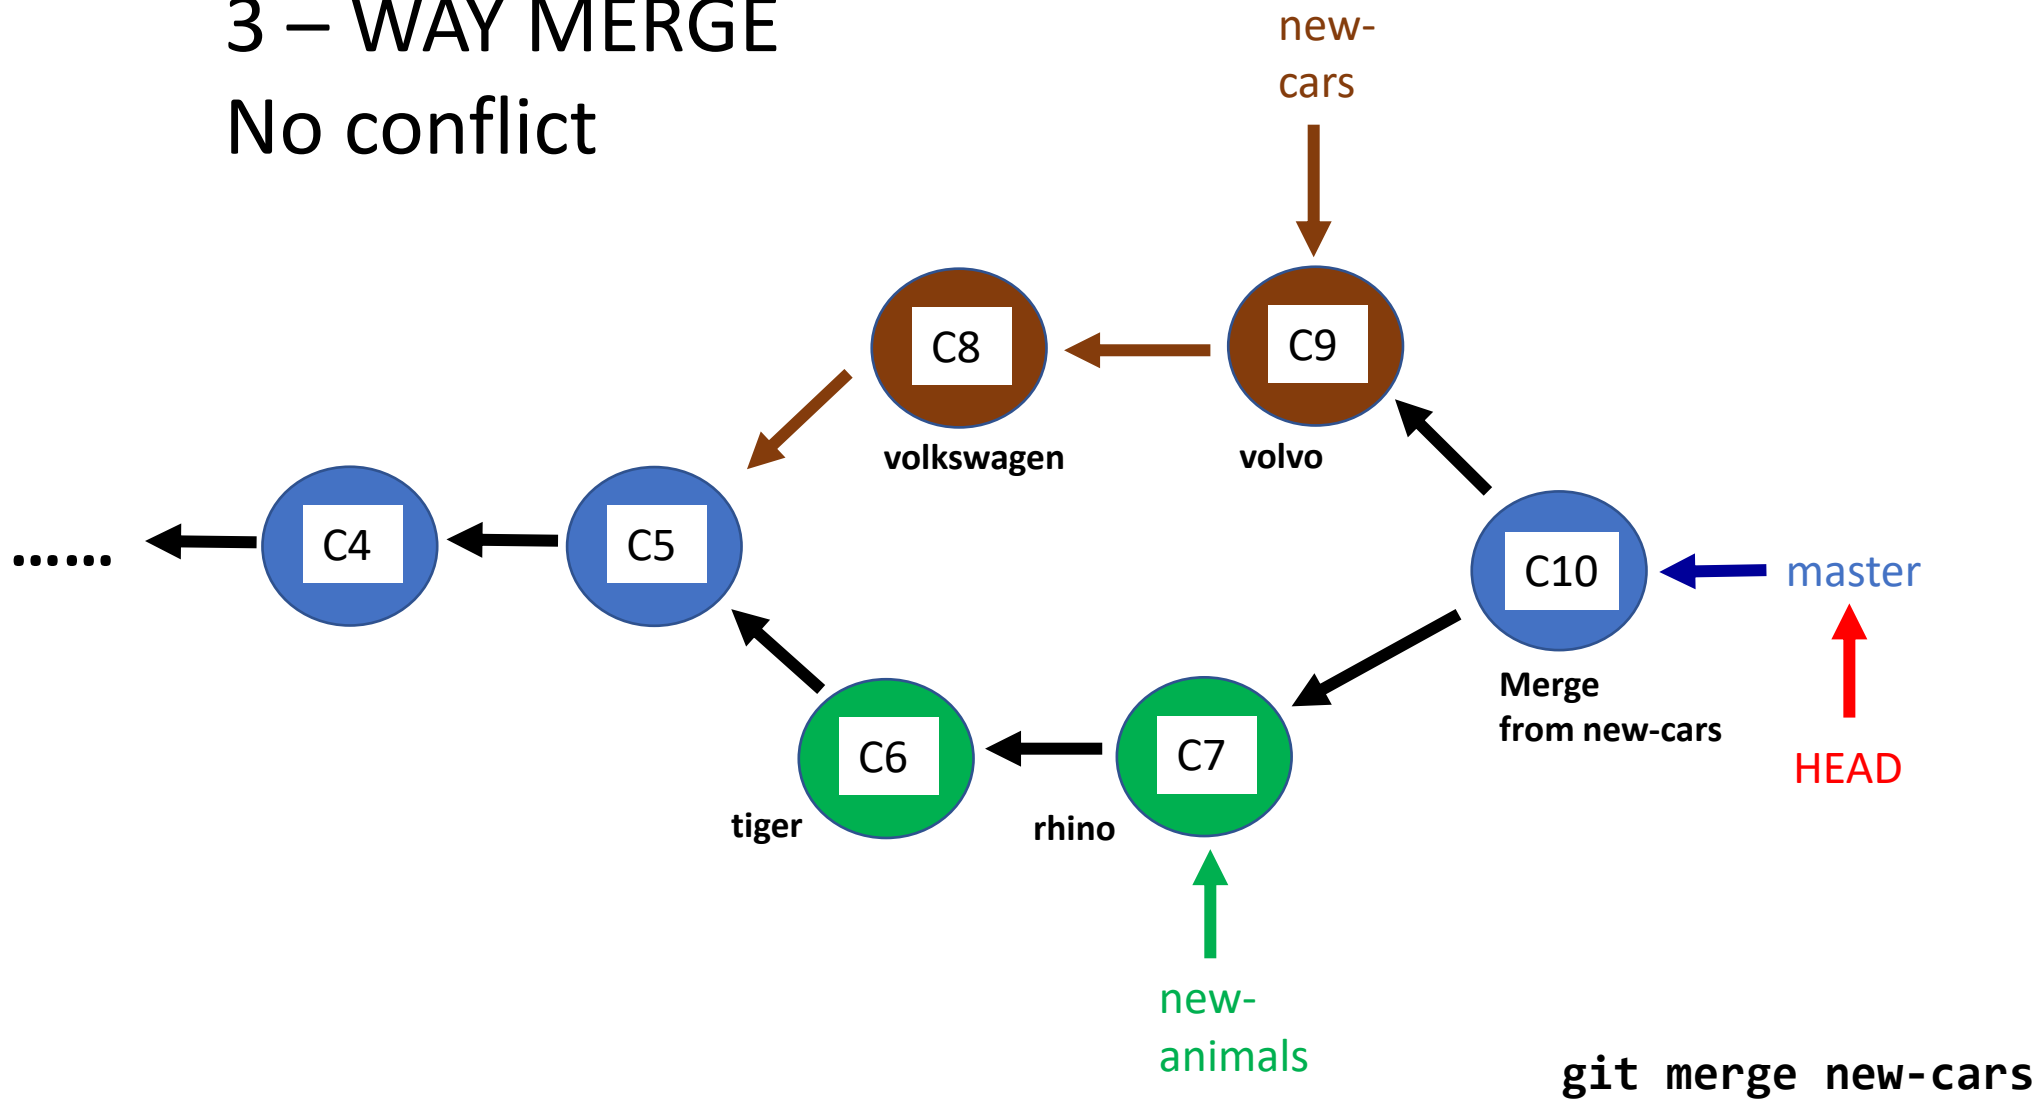 3 – WAY MERGE
No conflict
new-
cars
C8
C9
volkswagen
volvo
......
C4
C5
C10
master
Merge
from new-cars
C6
C7
HEAD
tiger
rhino
new-
animals
git merge new-cars